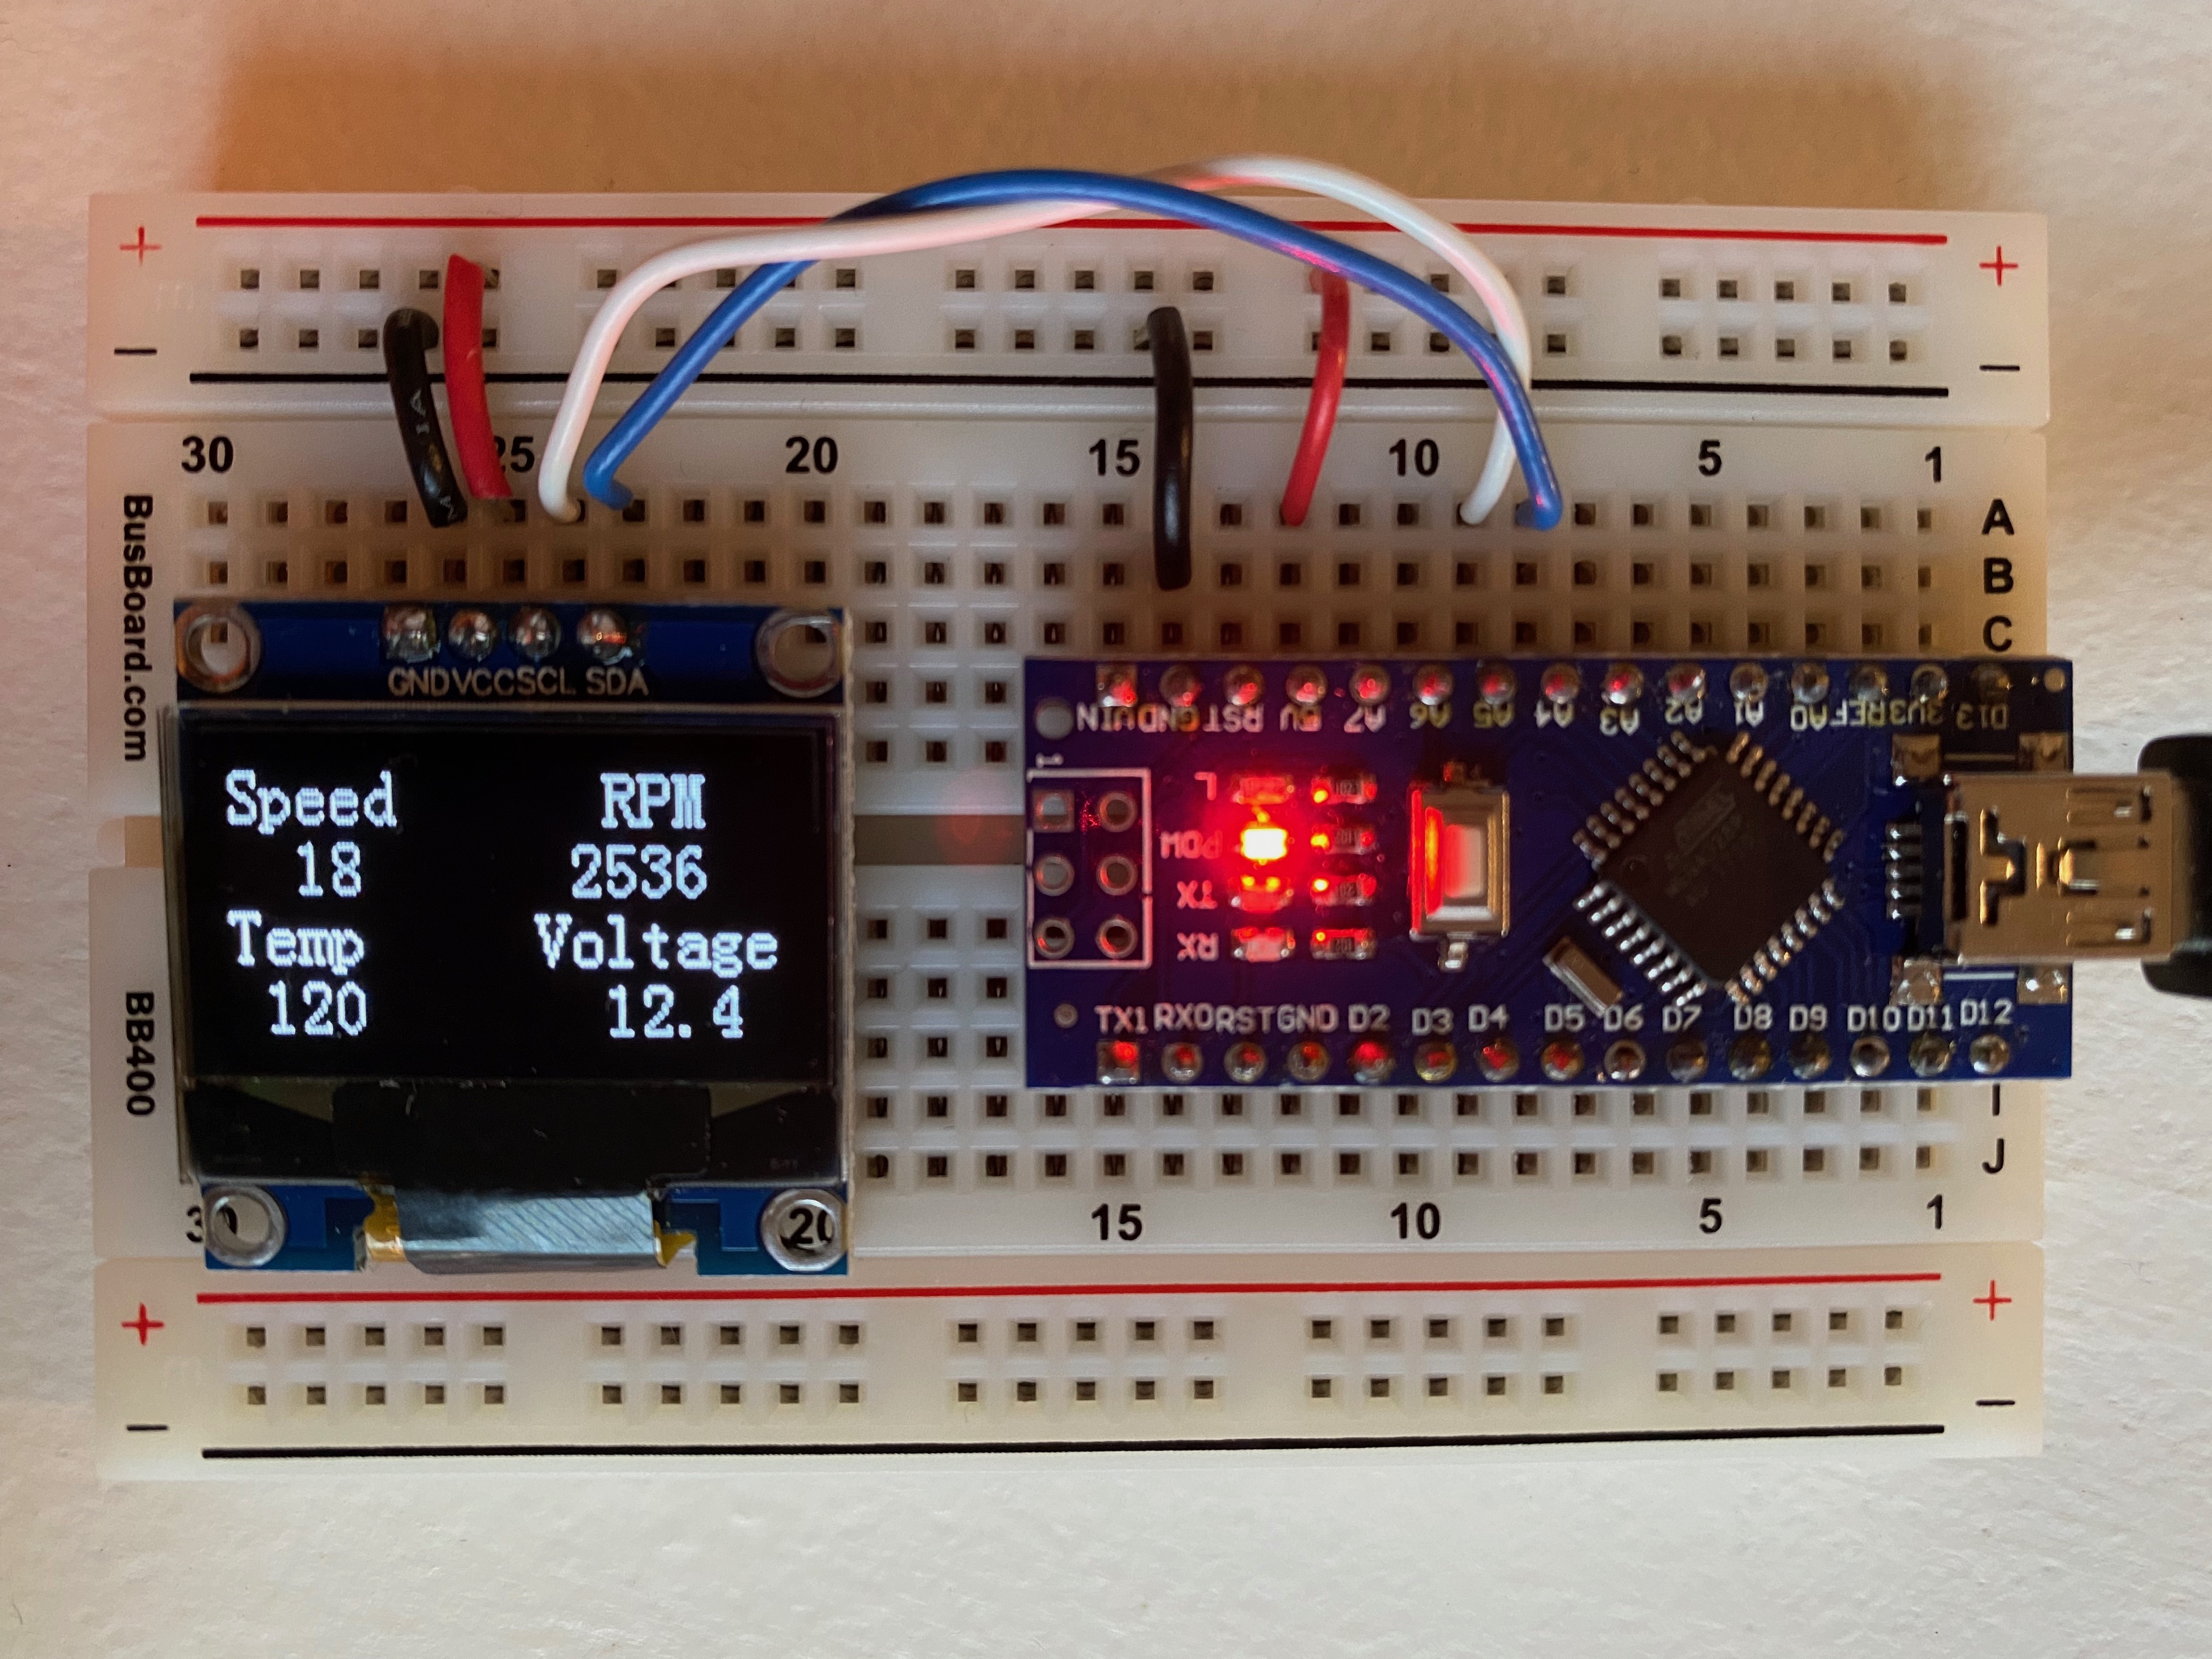 + +
— —
30 25 20 15 10 5 1
A
B
C
BusBoard.com
BB400
GND VCC SCL SDA
Speed RPM
18 2536
Temp Voltage
120 12.4
VIN GND RST 5V A7 A6 A5 A4 A3 A2 A1 A0 REF 3V3 D13
1
L
POW
TX
RX
TX1 RX0 RST GND D2 D3 D4 D5 D6 D7 D8 D9 D10 D11 D12
I
J
20 15 10 5 1
+ +
— —